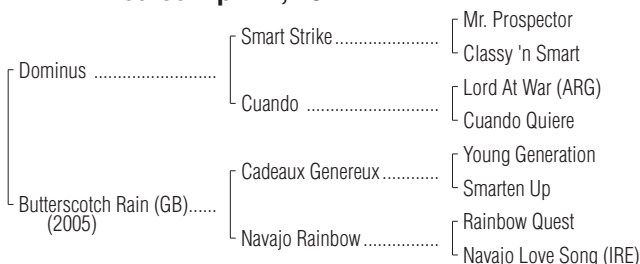 Mr. Prospector
Smart Strike
Classy 'n Smart
Dominus
Lord At War (ARG)
Cuando
Cuando Quiere
Young Generation
Cadeaux Genereux
Smarten Up
Butterscotch Rain (GB)
(2005)
Rainbow Quest
Navajo Rainbow
Navajo Love Song (IRE)